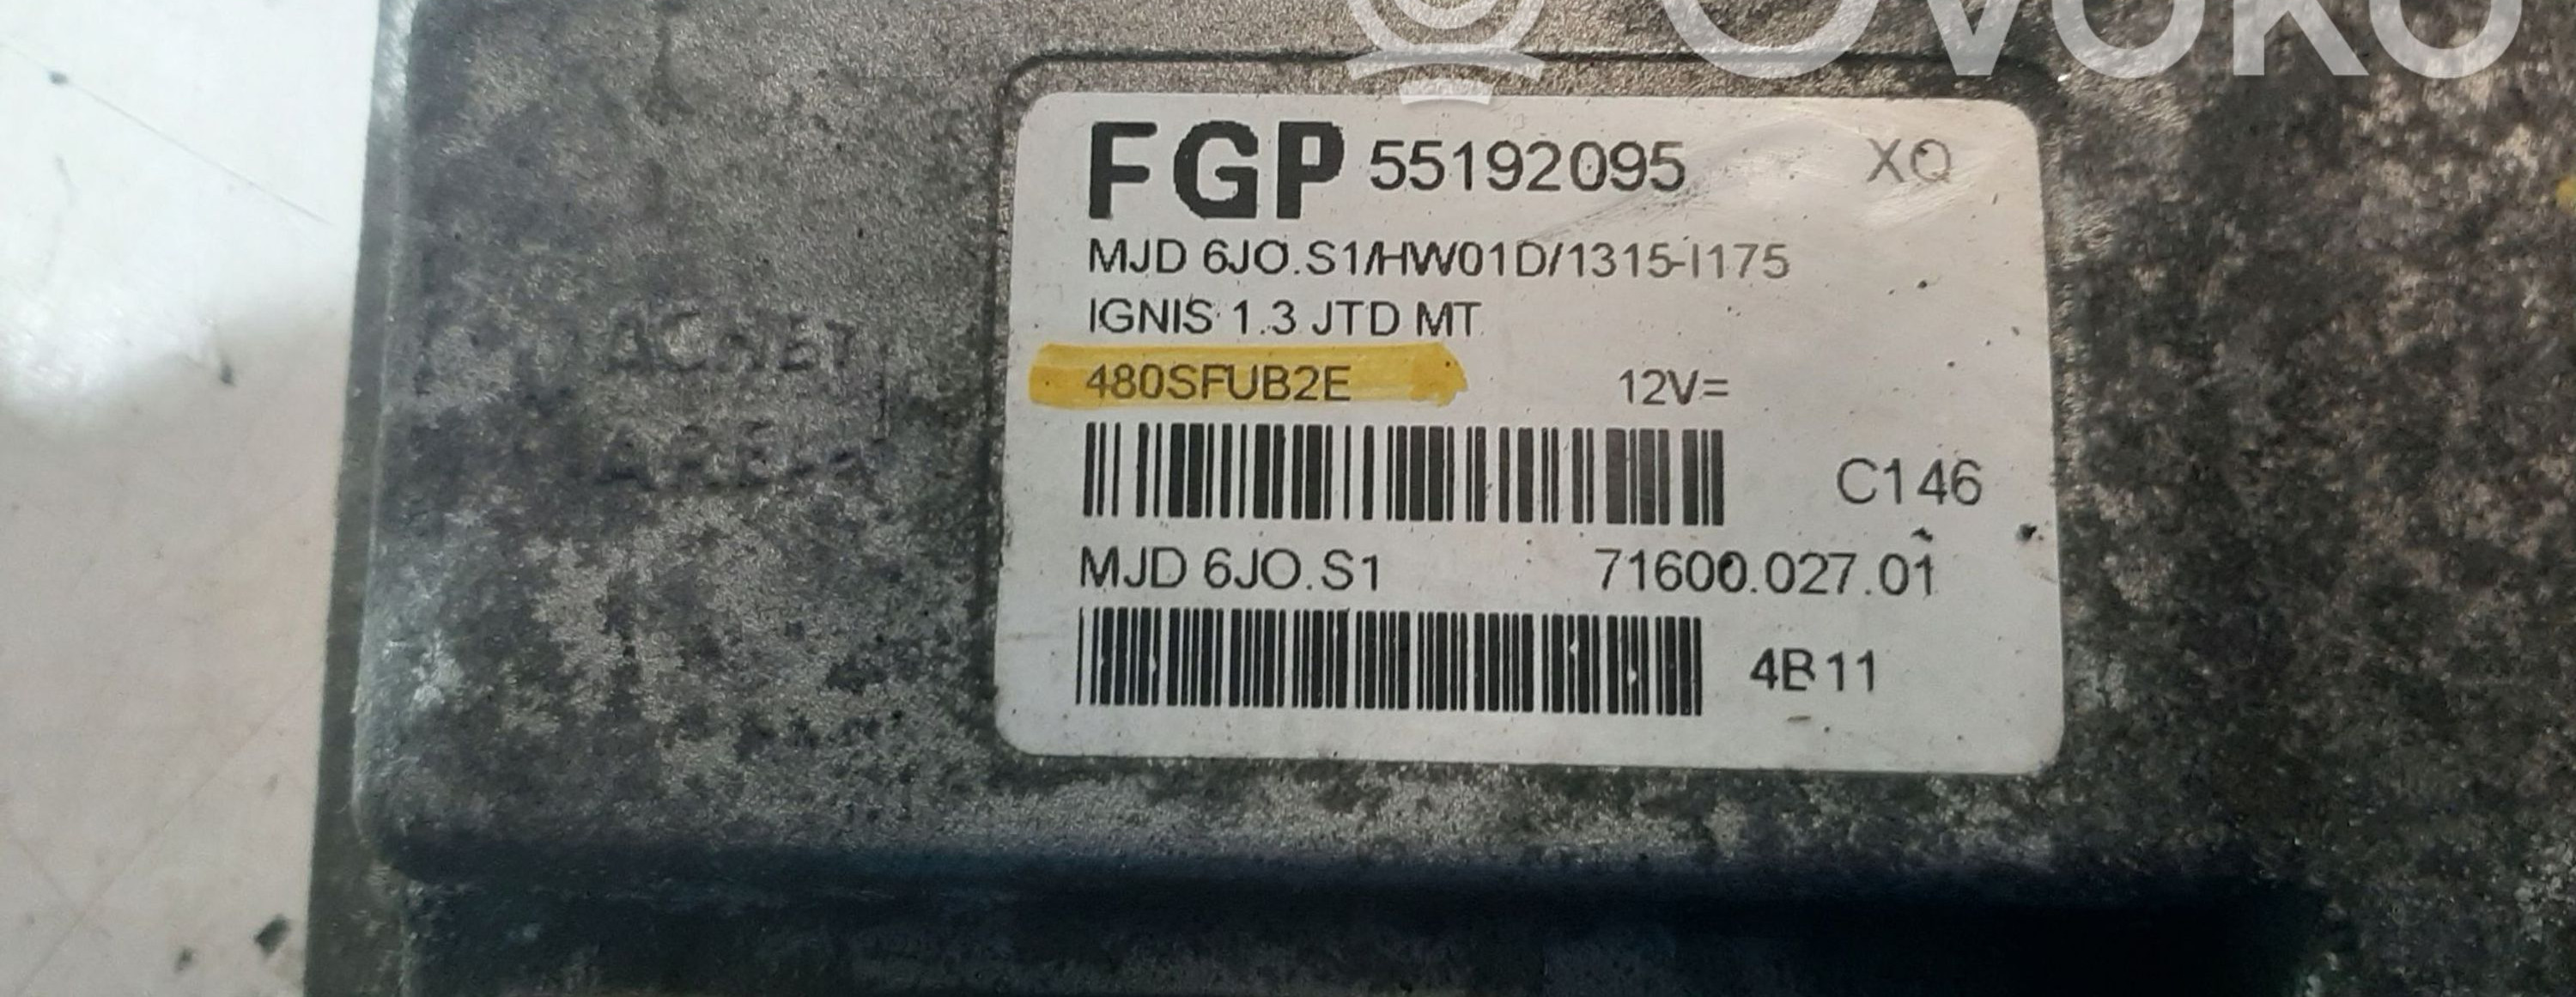 OVOKO
FGP 55192095 XQ
MJD 6JO.S1/HW01D/1315-I175
IGNIS 1.3 JTD MT
480SFUB2E 12V=
C146
MJD 6JO.S1 71600.027.01
4B11